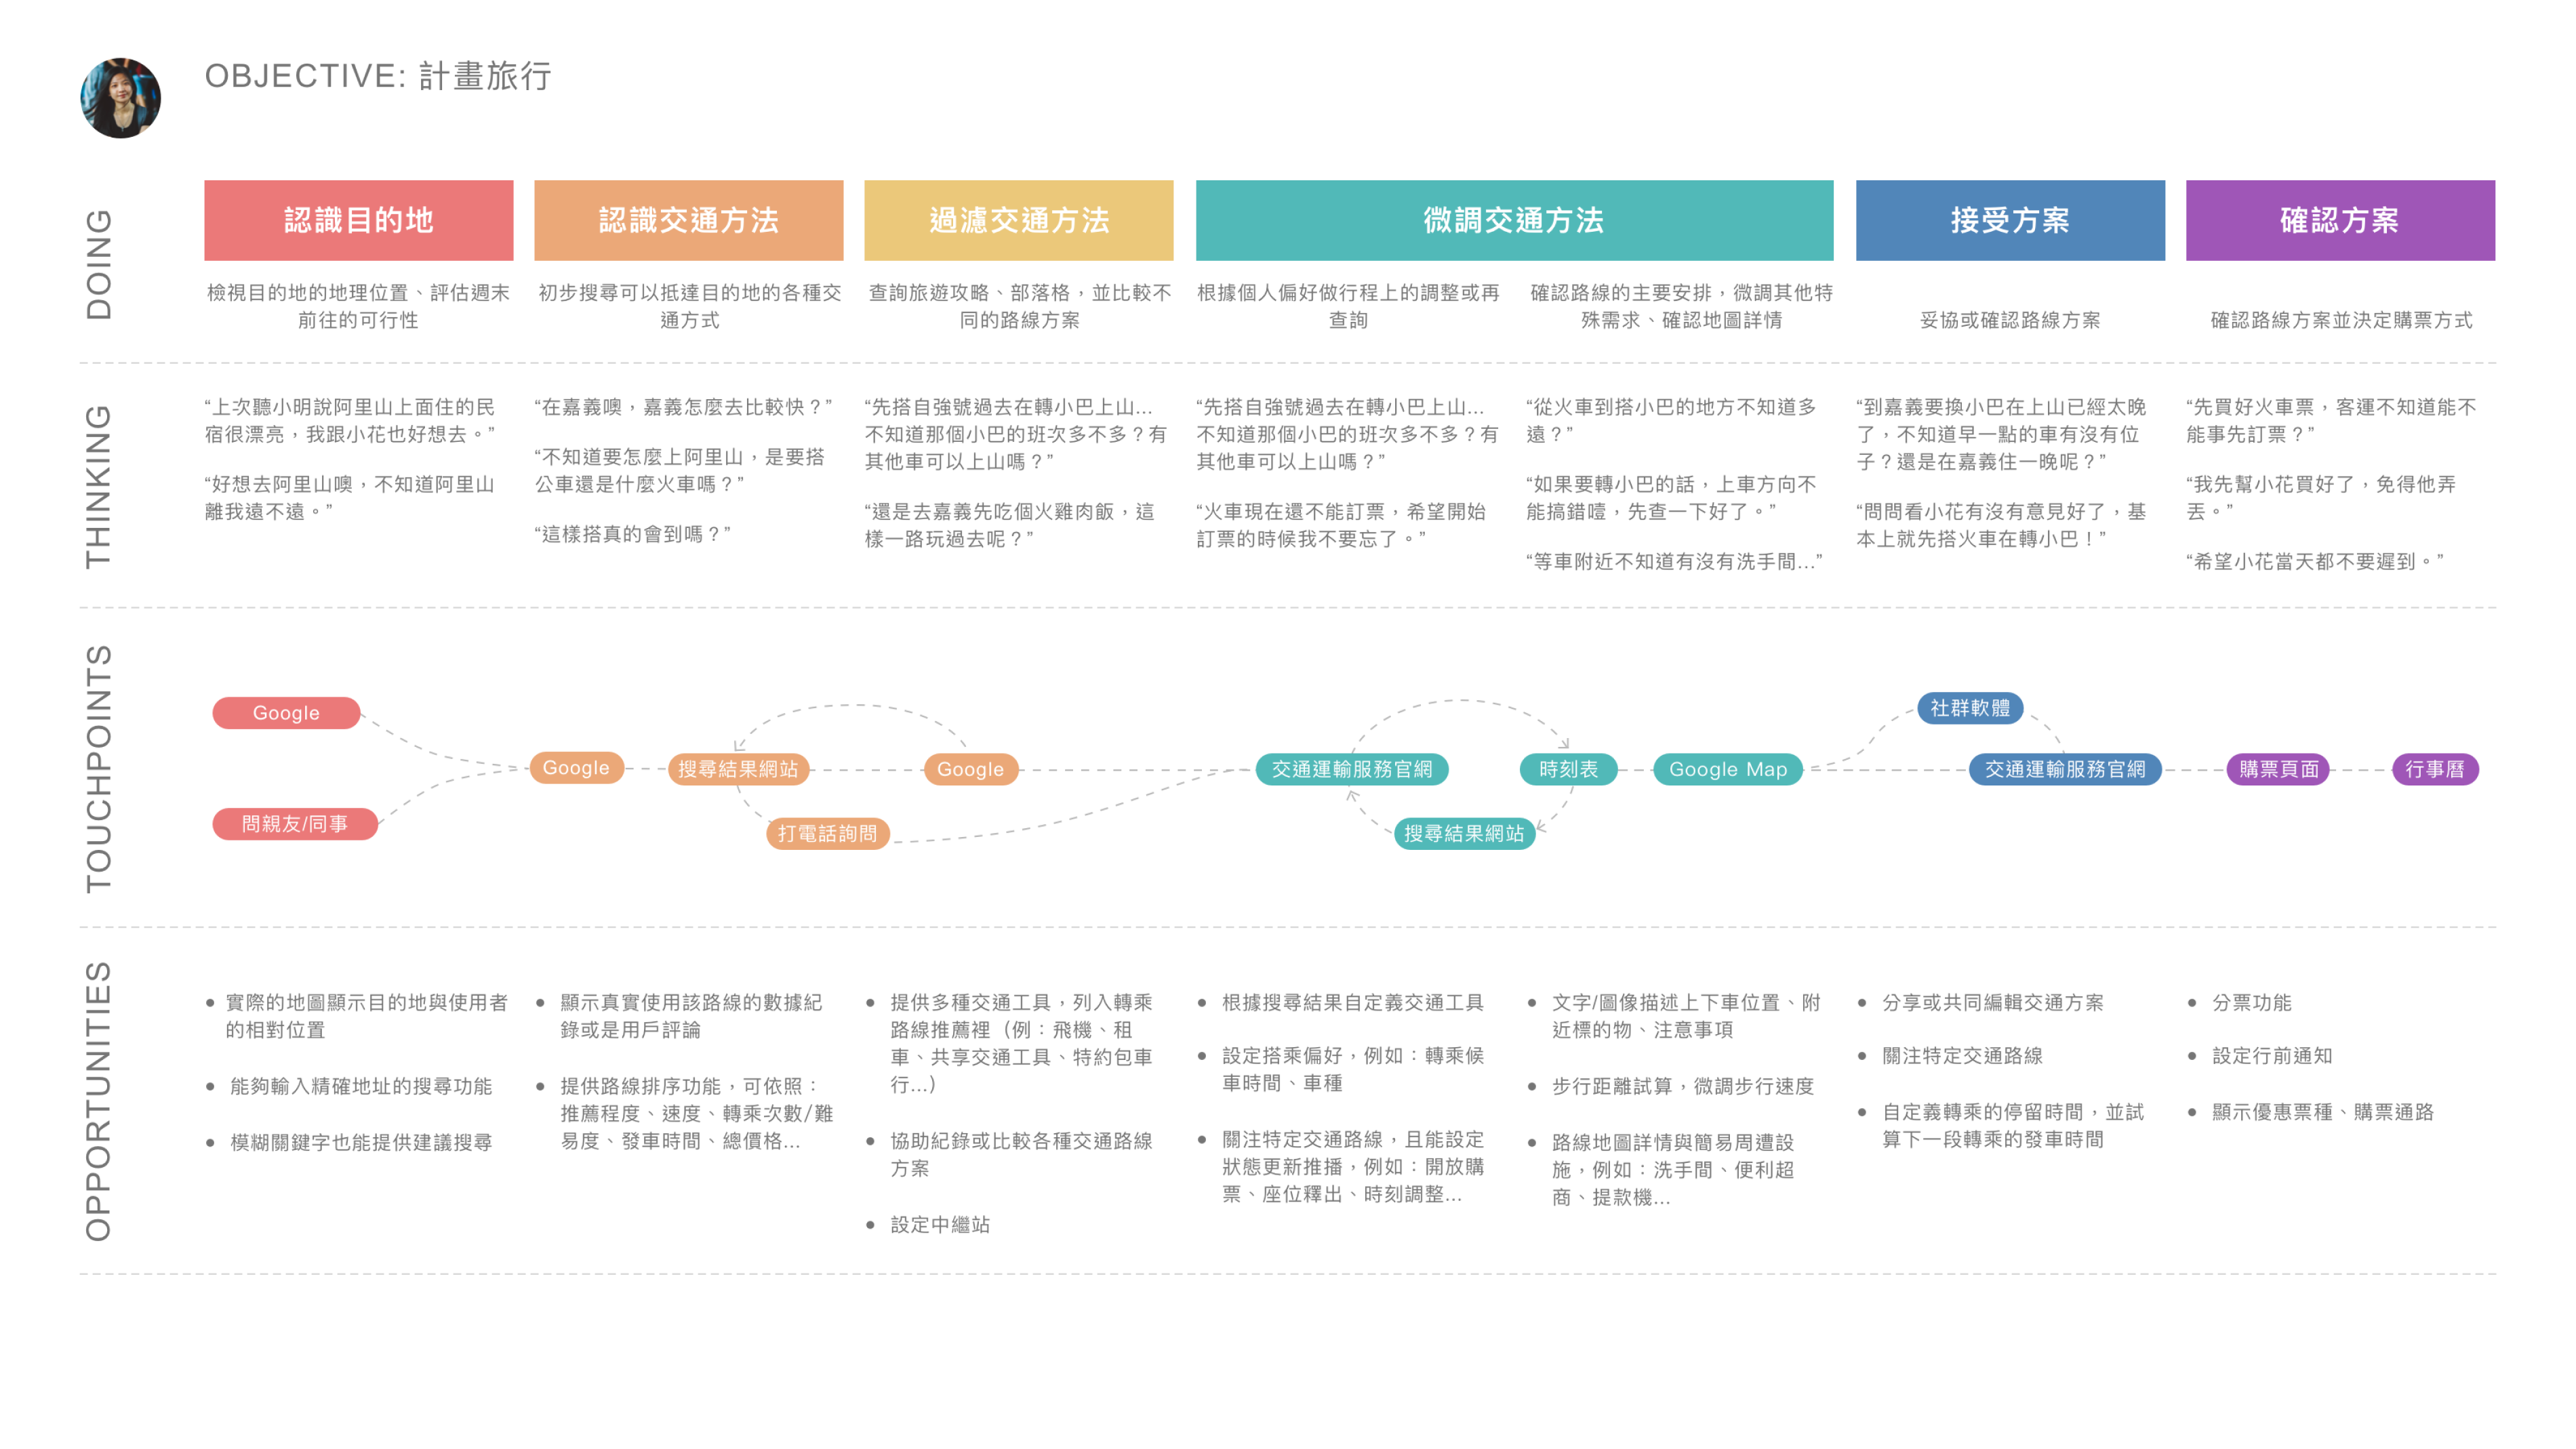 OBJECTIVE: 計畫旅行
DOING
認識目的地
認識交通方法
過濾交通方法
微調交通方法
接受方案
確認方案
檢視目的地的地理位置、評估週末
前往的可行性
初步搜尋可以抵達目的地的各種交
通方式
查詢旅遊攻略、部落格，並比較不
同的路線方案
根據個人偏好做行程上的調整或再
查詢
確認路線的主要安排，微調其他特
殊需求、確認地圖詳情
妥協或確認路線方案
確認路線方案並決定購票方式
THINKING
“上次聽小明說阿里山上面住的民
宿很漂亮，我跟小花也好想去。”
“好想去阿里山噢，不知道阿里山
離我遠不遠。”
“在嘉義噢，嘉義怎麼去比較快？”
“不知道要怎麼上阿里山，是要搭
公車還是什麼火車嗎？”
“這樣搭真的會到嗎？”
“先搭自強號過去在轉小巴上山...
不知道那個小巴的班次多不多？有
其他車可以上山嗎？”
“還是去嘉義先吃個火雞肉飯，這
樣一路玩過去呢？”
“先搭自強號過去在轉小巴上山...
不知道那個小巴的班次多不多？有
其他車可以上山嗎？”
“火車現在還不能訂票，希望開始
訂票的時候我不要忘了。”
“從火車到搭小巴的地方不知道多
遠？”
“如果要轉小巴的話，上車方向不
能搞錯噎，先查一下好了。”
“等車附近不知道有沒有洗手間...”
“到嘉義要換小巴在上山已經太晚
了，不知道早一點的車有沒有位
子？還是在嘉義住一晚呢？”
“問問看小花有沒有意見好了，基
本上就先搭火車在轉小巴！”
“先買好火車票，客運不知道能不
能事先訂票？”
“我先幫小花買好了，免得他弄
丟。”
“希望小花當天都不要遲到。”
TOUCHPOINTS
Google
問親友/同事
Google
搜尋結果網站
打電話詢問
Google
交通運輸服務官網
時刻表
搜尋結果網站
Google Map
社群軟體
交通運輸服務官網
購票頁面
行事曆
OPPORTUNITIES
• 實際的地圖顯示目的地與使用者
的相對位置
• 能夠輸入精確地址的搜尋功能
• 模糊關鍵字也能提供建議搜尋
• 顯示真實使用該路線的數據紀
錄或是用戶評論
• 提供路線排序功能，可依照：
推薦程度、速度、轉乘次數/難
易度、發車時間、總價格...
• 提供多種交通工具，列入轉乘
路線推薦裡（例：飛機、租
車、共享交通工具、特約包車
行...）
• 協助紀錄或比較各種交通路線
方案
• 設定中繼站
• 根據搜尋結果自定義交通工具
• 設定搭乘偏好，例如：轉乘候
車時間、車種
• 關注特定交通路線，且能設定
狀態更新推播，例如：開放購
票、座位釋出、時刻調整...
• 文字/圖像描述上下車位置、附
近標的物、注意事項
• 步行距離試算，微調步行速度
• 路線地圖詳情與簡易周遭設
施，例如：洗手間、便利超
商、提款機...
• 分享或共同編輯交通方案
• 關注特定交通路線
• 自定義轉乘的停留時間，並試
算下一段轉乘的發車時間
• 分票功能
• 設定行前通知
• 顯示優惠票種、購票通路